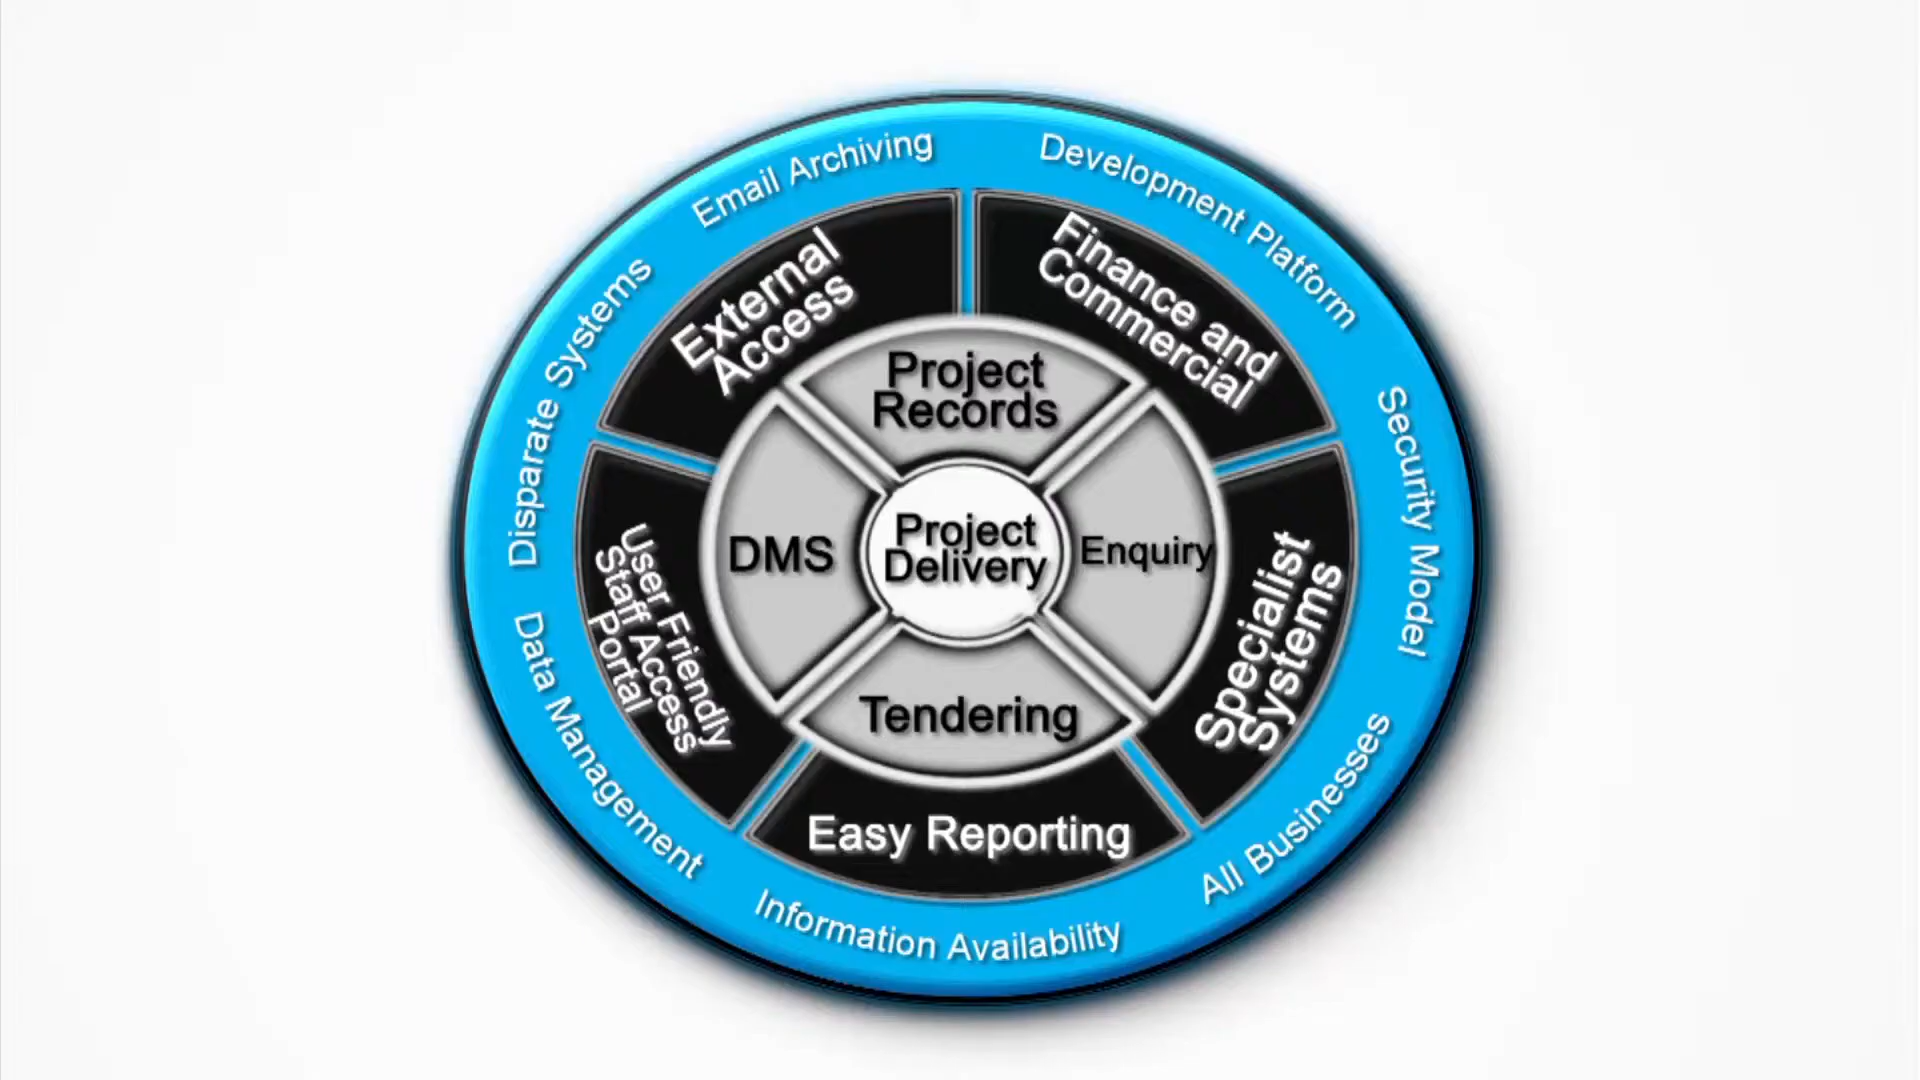 Email Archiving
Development Platform
Disparate Systems
Security Model
Data Management
All Businesses
Information Availability
External
Access
Finance and
Commercial
User Friendly
Staff Access
Portal
Specialist
Systems
Easy Reporting
Project
Records
DMS
Project
Delivery
Enquiry
Tendering